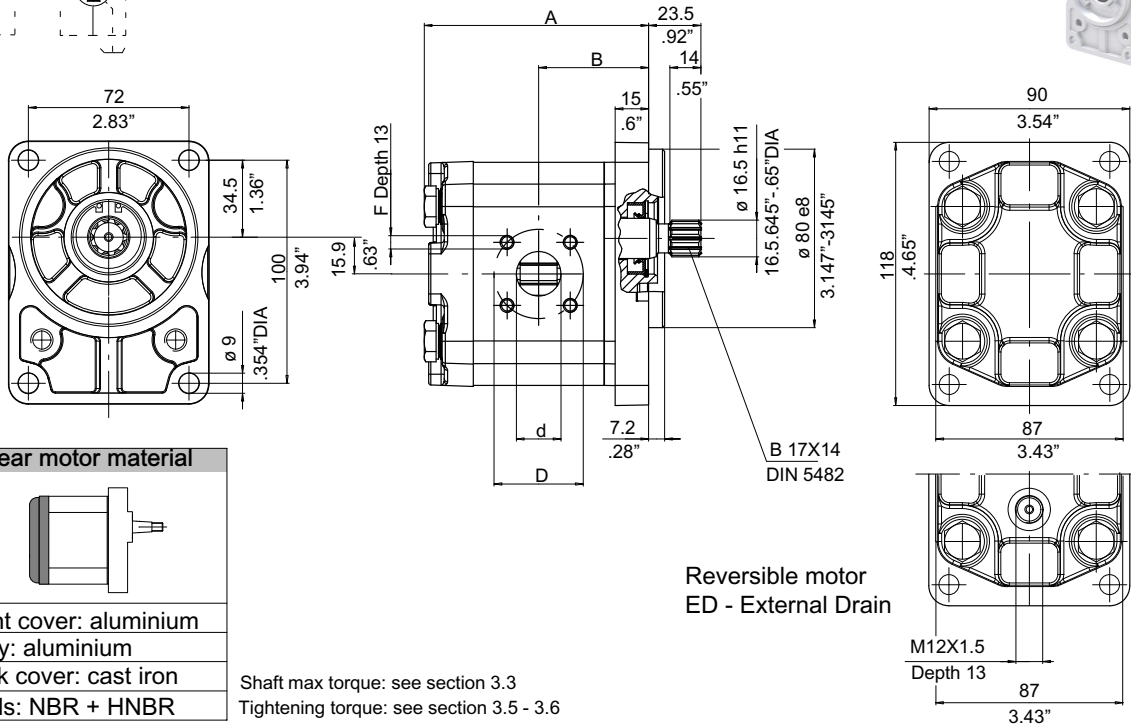 72
2.83”
34.5
1.36”
100
3.94”
ø 9
.354”DIA
A
23.5
.92”
B
14
.55”
15
.6”
F Depth 13
15.9
.63”
ø 16.5 h11
16.5.645”-.65”DIA
ø 80 e8
3.147”-3145”
d
D
7.2
.28”
B 17X14
DIN 5482
90
3.54”
118
4.65”
87
3.43”
Reversible motor
ED - External Drain
M12X1.5
Depth 13
87
3.43”
ear motor material
nt cover: aluminium
y: aluminium
k cover: cast iron
ls: NBR + HNBR
Shaft max torque: see section 3.3
Tightening torque: see section 3.5 - 3.6